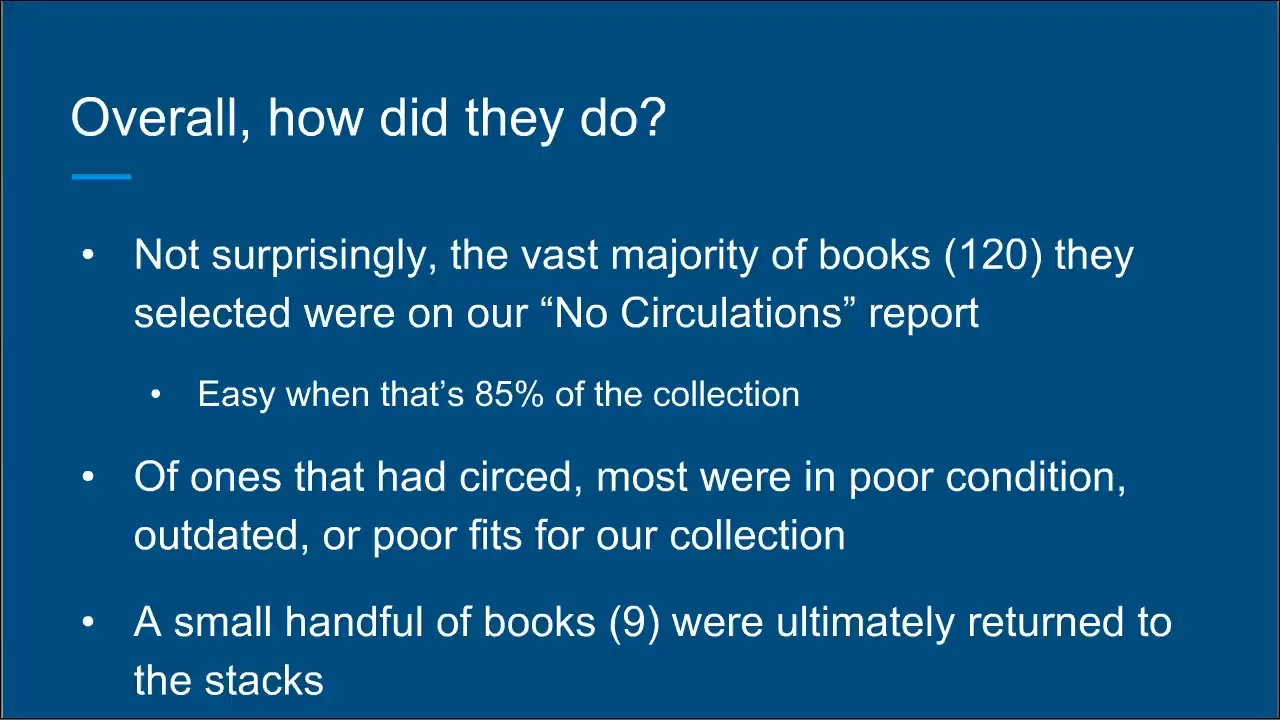 Overall, how did they do?
• Not surprisingly, the vast majority of books (120) they
selected were on our “No Circulations” report
• Easy when that’s 85% of the collection
• Of ones that had circed, most were in poor condition,
outdated, or poor fits for our collection
• A small handful of books (9) were ultimately returned to
the stacks